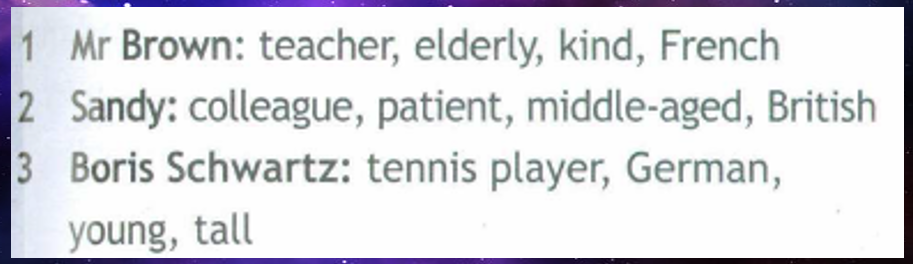 1 Mr Brown: teacher, elderly, kind, French
2 Sandy: colleague, patient, middle-aged, British
3 Boris Schwartz: tennis player, German,
young, tall